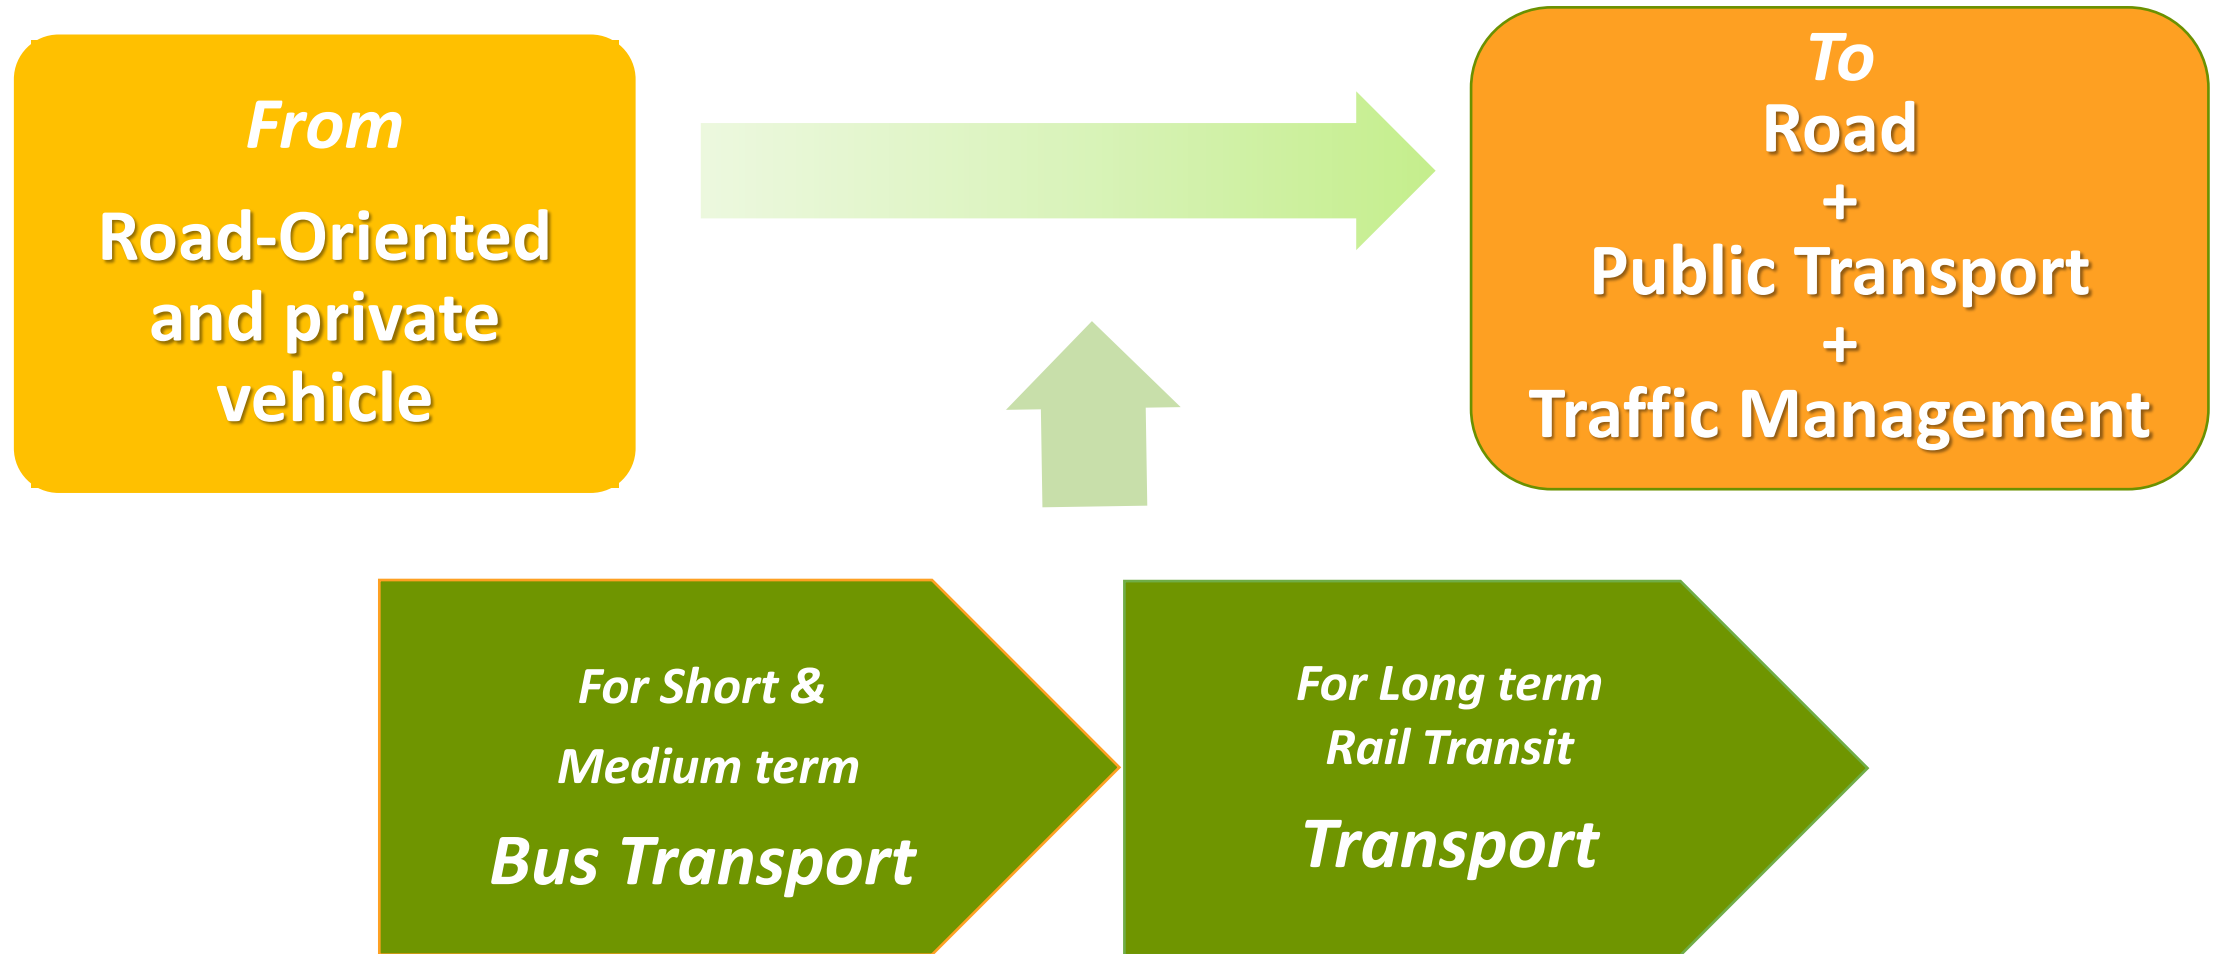 From
Road-Oriented
and private
vehicle
To
Road
+
Public Transport
+
Traffic Management
For Short &
Medium term
Bus Transport
For Long term
Rail Transit
Transport